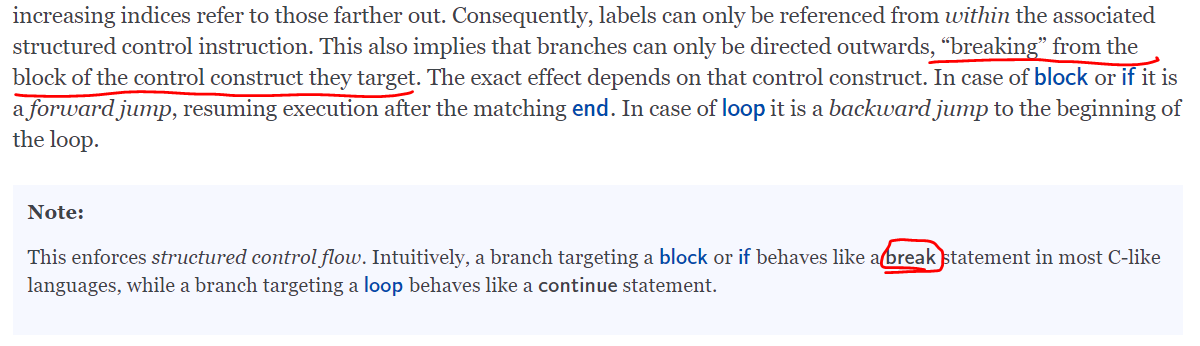 increasing indices refer to those farther out. Consequently, labels can only be referenced from within the associated
structured control instruction. This also implies that branches can only be directed outwards, “breaking” from the
block of the control construct they target. The exact effect depends on that control construct. In case of block or if it is
a forward jump, resuming execution after the matching end. In case of loop it is a backward jump to the beginning of
the loop.
Note:
This enforces structured control flow. Intuitively, a branch targeting a block or if behaves like a break statement in most C-like
languages, while a branch targeting a loop behaves like a continue statement.